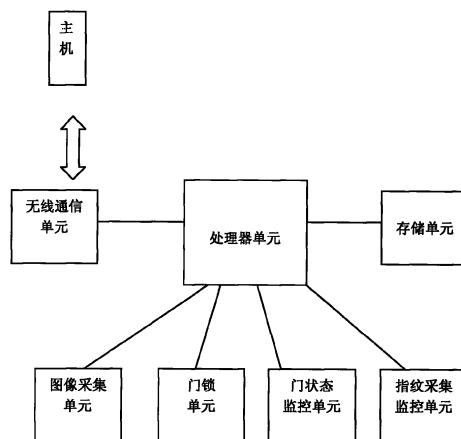 主
机
无线通信
单元
处理器单元
存储单元
图像采集
单元
门锁
单元
门状态
监控单元
指纹采集
监控单元